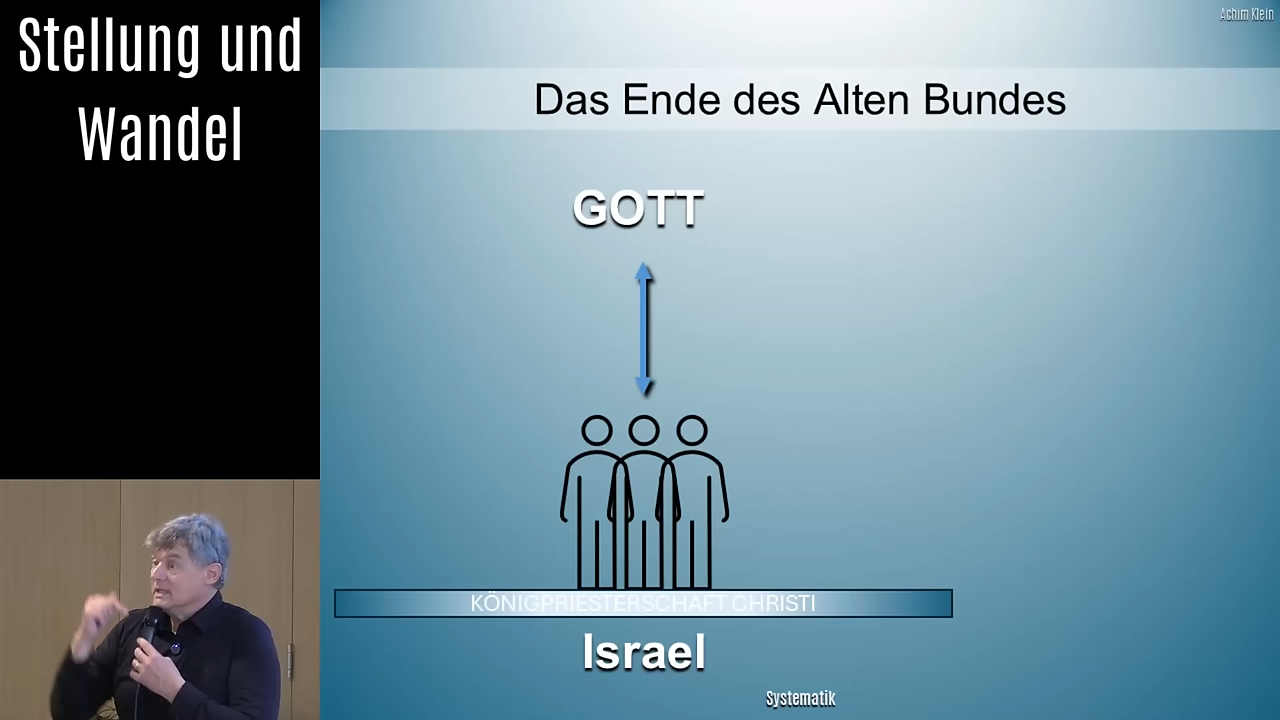 Stellung und
Wandel
Achim Klein
Das Ende des Alten Bundes
GOTT
KÖNIGPRIESTERSCHAFT CHRISTI
Israel
Systematik